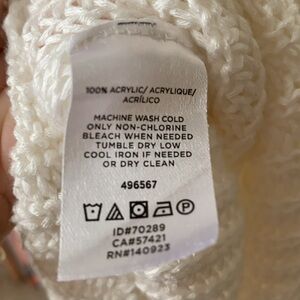 100% ACRYLIC/ ACRYLIQUE/
ACRÍLICO
MACHINE WASH COLD
ONLY NON-CHLORINE
BLEACH WHEN NEEDED
TUMBLE DRY LOW
COOL IRON IF NEEDED
OR DRY CLEAN
496567
ID#70289
CA#57421
RN#140923